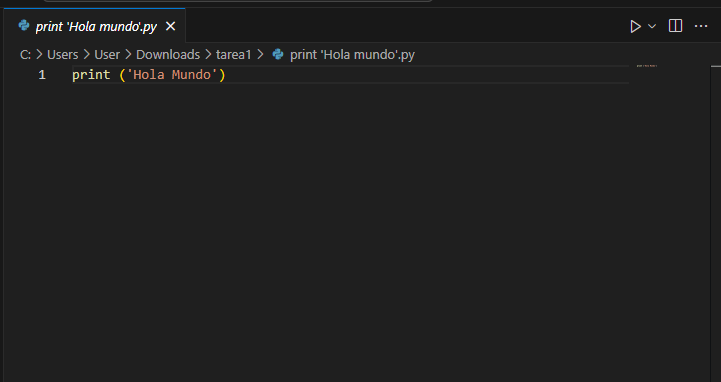 print 'Hola mundo'.py
C: > Users > User > Downloads > tarea1 > print 'Hola mundo'.py
1 print ('Hola Mundo')